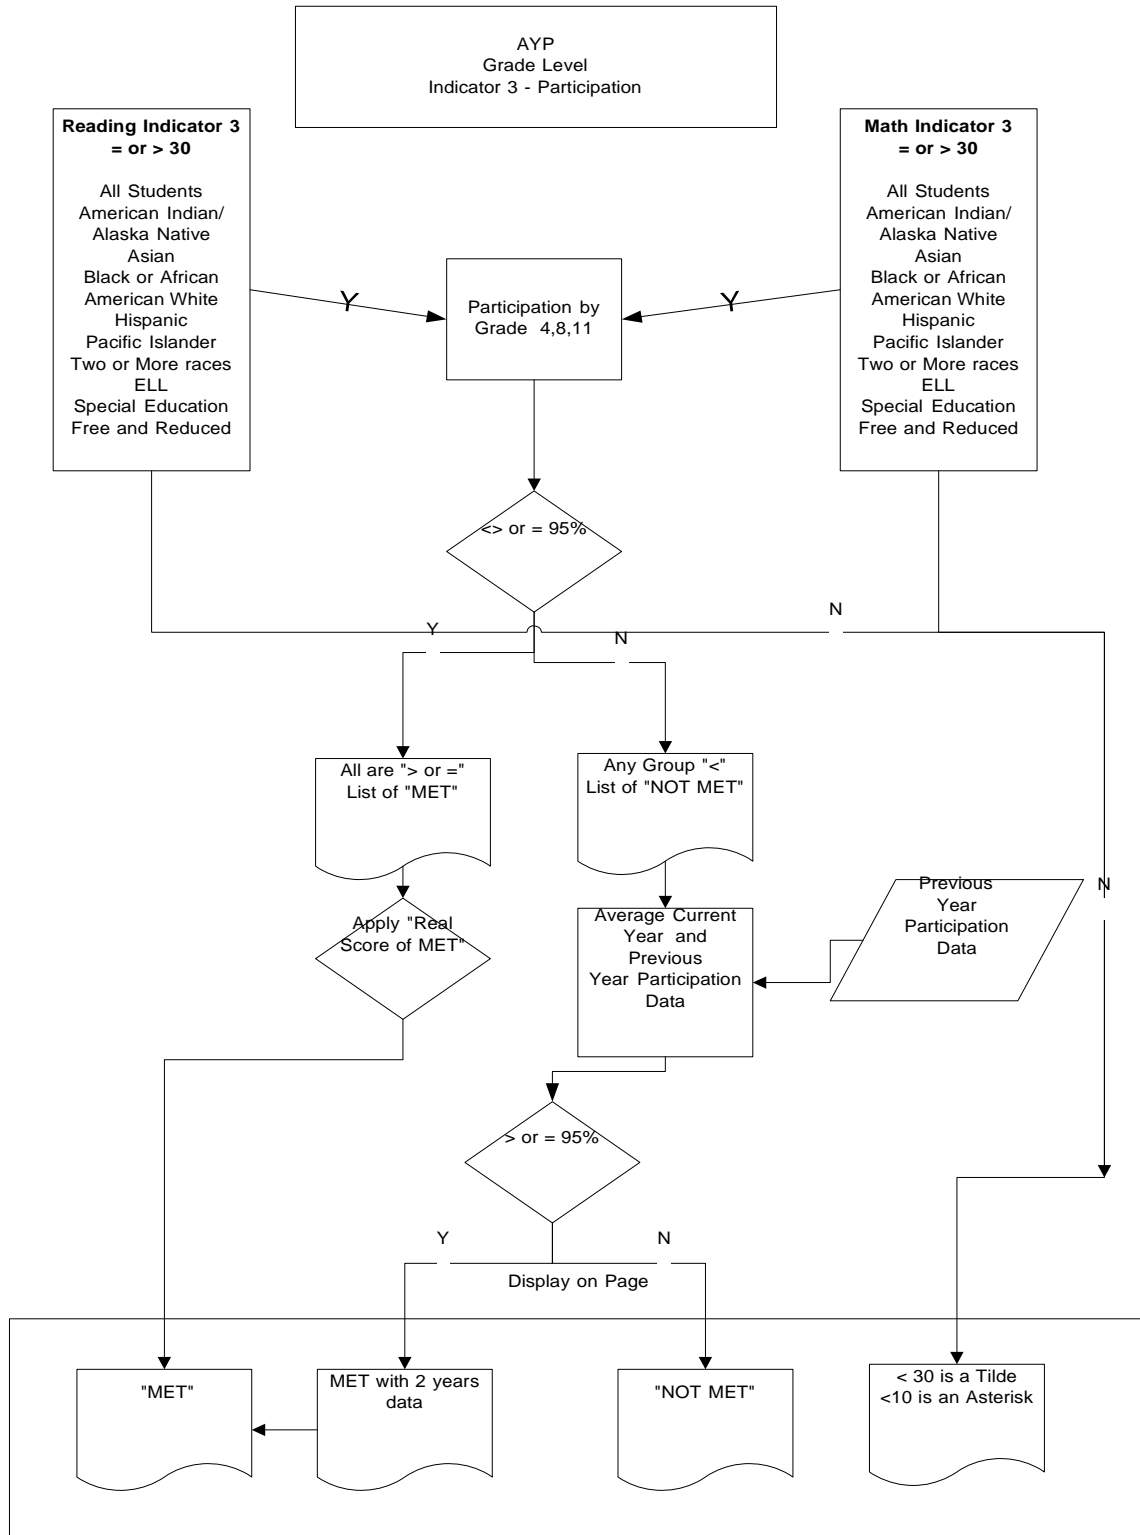 AYP
Grade Level
Indicator 3 - Participation
Reading Indicator 3
= or > 30
All Students
American Indian/
Alaska Native
Asian
Black or African
American White
Hispanic
Pacific Islander
Two or More races
ELL
Special Education
Free and Reduced
Math Indicator 3
= or > 30
All Students
American Indian/
Alaska Native
Asian
Black or African
American White
Hispanic
Pacific Islander
Two or More races
ELL
Special Education
Free and Reduced
Y
Y
Participation by
Grade 4,8,11
<> or = 95%
N
Y
N
All are "> or ="
List of "MET"
Any Group "<"
List of "NOT MET"
Apply "Real
Score of MET"
Average Current
Year and
Previous
Year Participation
Data
Previous
Year
Participation
Data
N
> or = 95%
Y
N
Display on Page
"MET"
MET with 2 years
data
"NOT MET"
< 30 is a Tilde
<10 is an Asterisk